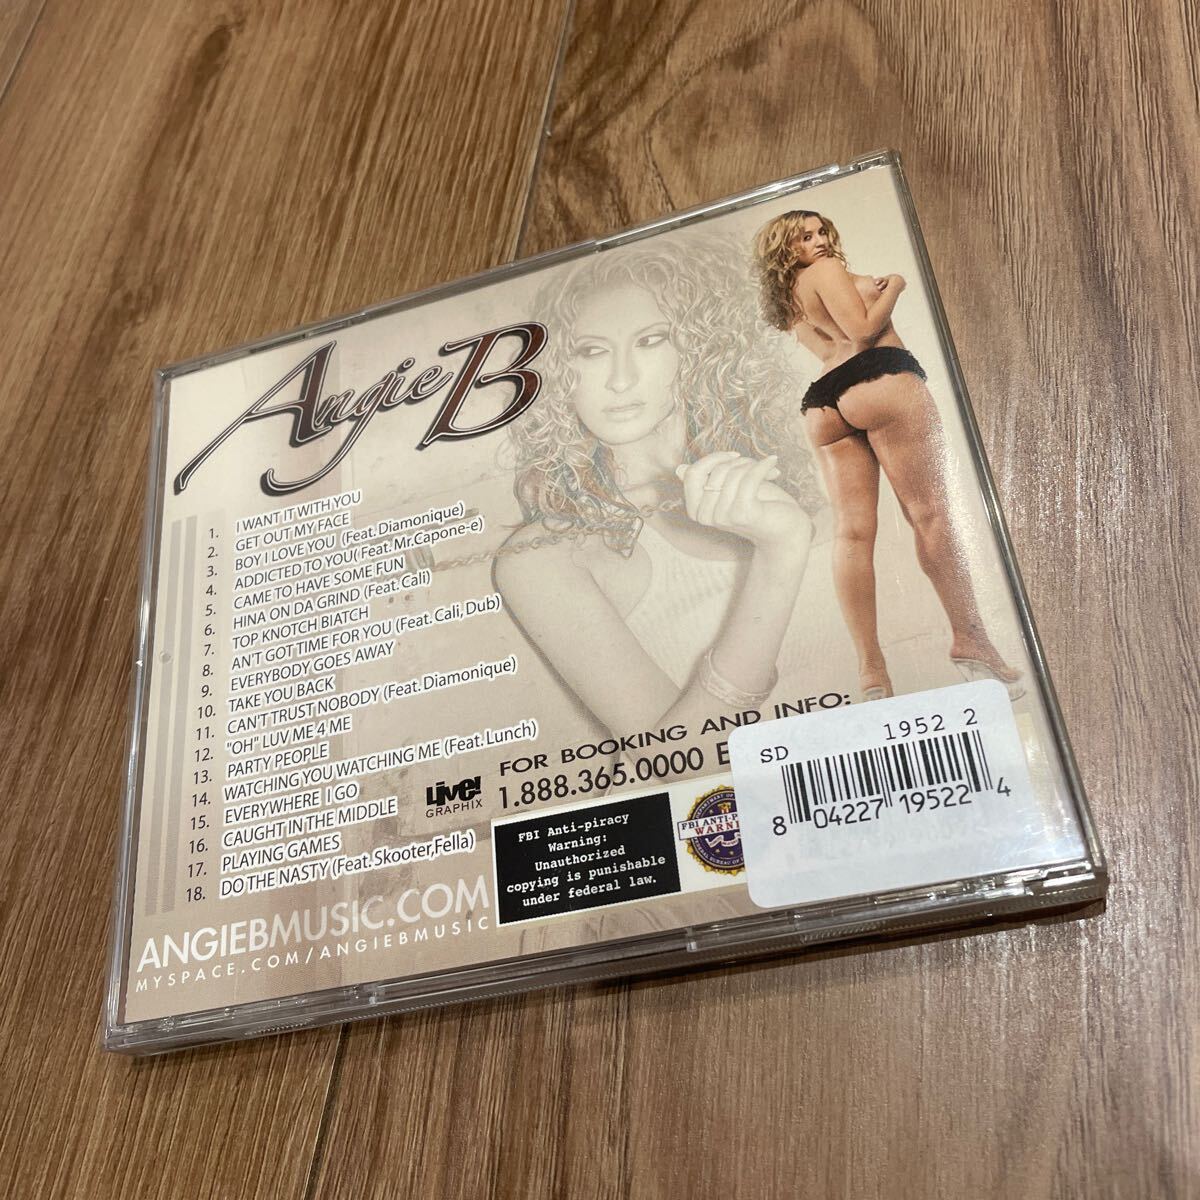 Angie B
1. I WANT IT WITH YOU
2. GET OUT MY FACE
3. BOY I LOVE YOU (Feat. Diamonique)
4. ADDICTED TO YOU( Feat. Mr.Capone-e)
5. CAME TO HAVE SOME FUN
6. HINA ON DA GRIND (Feat. Cali)
7. TOP KNOTCH BIATCH
8. AN'T GOT TIME FOR YOU (Feat. Cali, Dub)
9. EVERYBODY GOES AWAY
10. TAKE YOU BACK
11. CAN'T TRUST NOBODY (Feat. Diamonique)
12. "OH" LUV ME 4 ME
13. PARTY PEOPLE
14. WATCHING YOU WATCHING ME (Feat. Lunch)
15. EVERYWHERE I GO
16. CAUGHT IN THE MIDDLE
17. PLAYING GAMES
18. DO THE NASTY (Feat. Skooter,Fella)
ANGIEBMUSIC.COM
MYSPACE.COM/ANGIEBMUSIC
Live!
GRAPHIX
FOR BOOKING AND INFO:
1.888.365.0000 E
FBI Anti-piracy
Warning:
Unauthorized
copying is punishable
under federal law.
FBI ANTI-P
WARNI
SD 1952 2
8 04227 19522 4